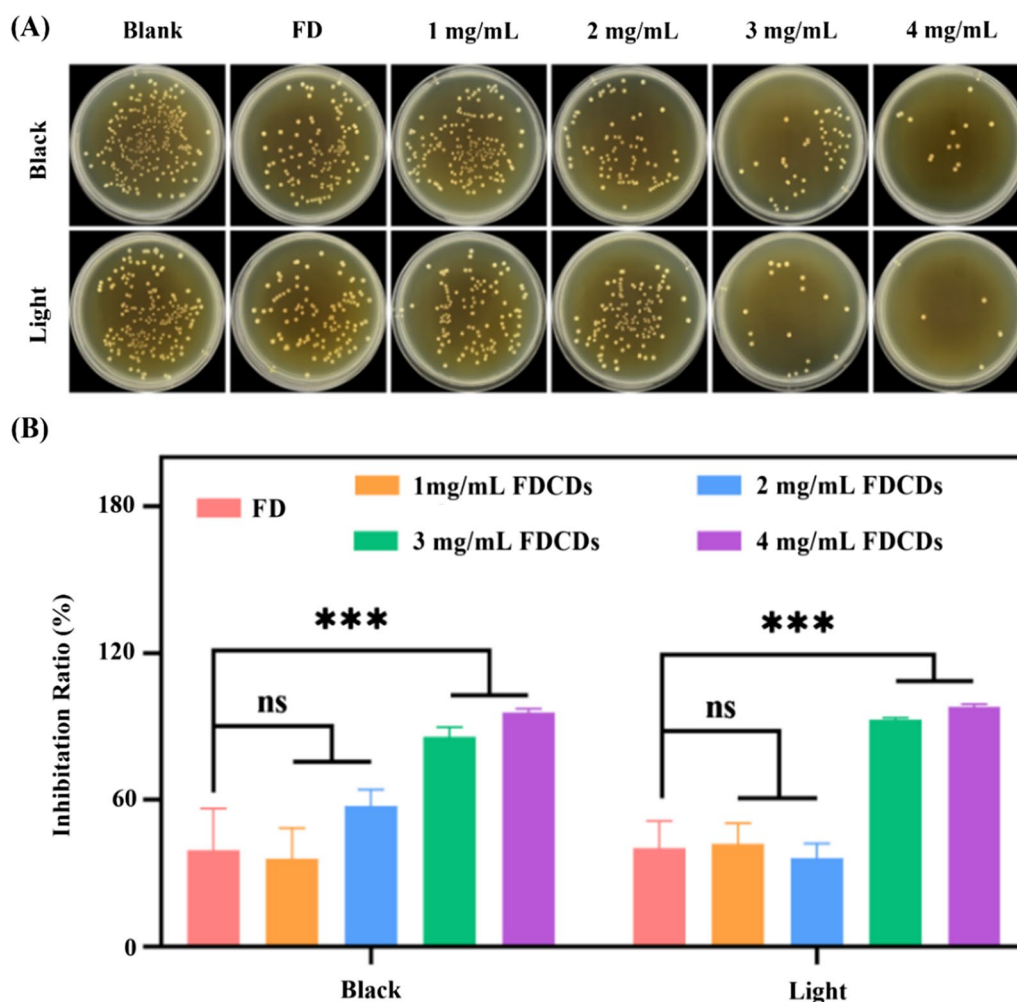 (A)
Blank FD 1 mg/mL 2 mg/mL 3 mg/mL 4 mg/mL
Black
Light
(B)
Inhibitation Ratio (%)
180
120
60
0
FD
1mg/mL FDCDs
2 mg/mL FDCDs
3 mg/mL FDCDs
4 mg/mL FDCDs
***
ns
***
ns
Black
Light